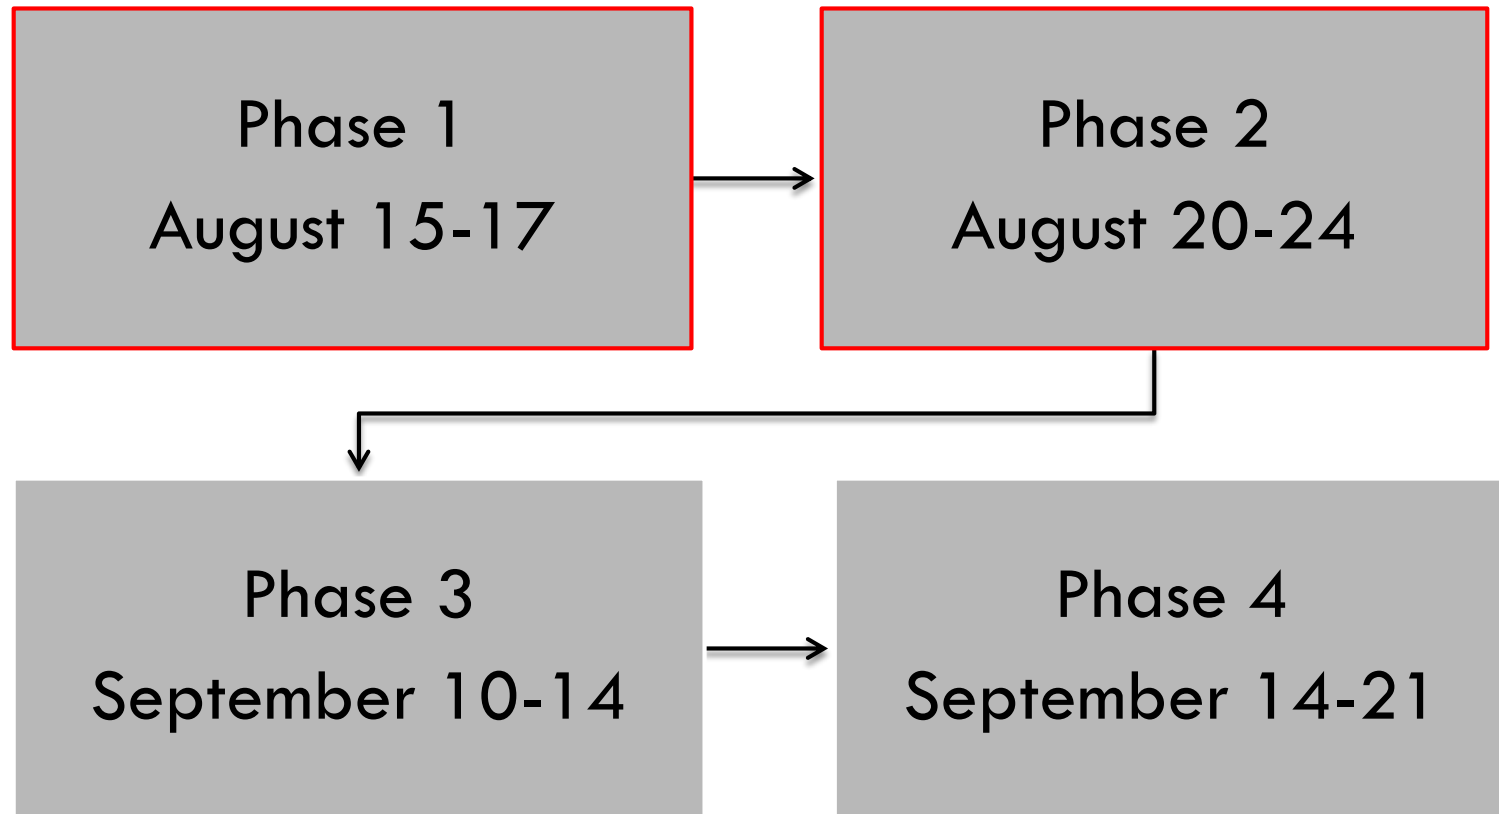 Phase 1
August 15-17
Phase 2
August 20-24
Phase 3
September 10-14
Phase 4
September 14-21